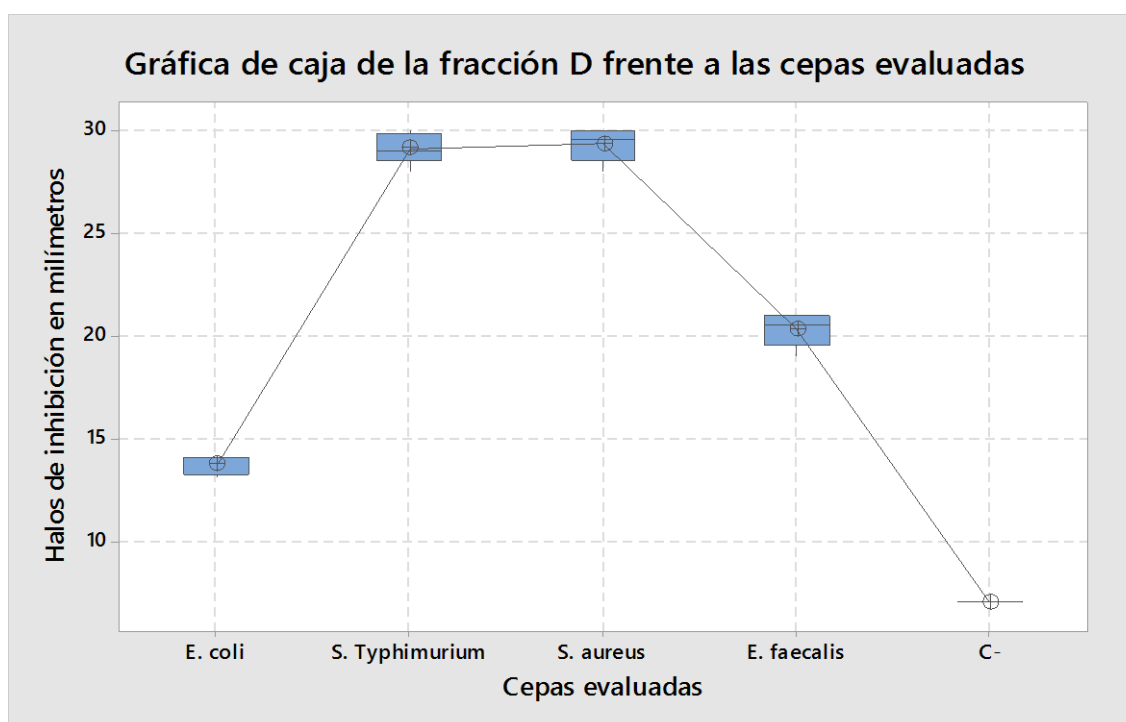 Gráfica de caja de la fracción D frente a las cepas evaluadas
Halos de inhibición en milímetros
30
25
20
15
10
E. coli S. Typhimurium S. aureus E. faecalis C-
Cepas evaluadas